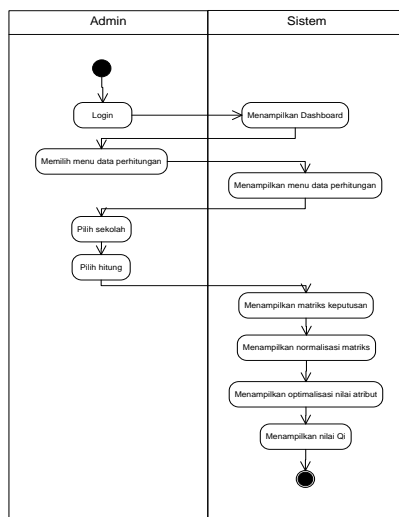 Admin
Sistem
Login
Menampilkan Dashboard
Memilih menu data perhitungan
Menampilkan menu data perhitungan
Pilih sekolah
Pilih hitung
Menampilkan matriks keputusan
Menampilkan normalisasi matriks
Menampilkan optimalisasi nilai atribut
Menampilkan nilai Qi